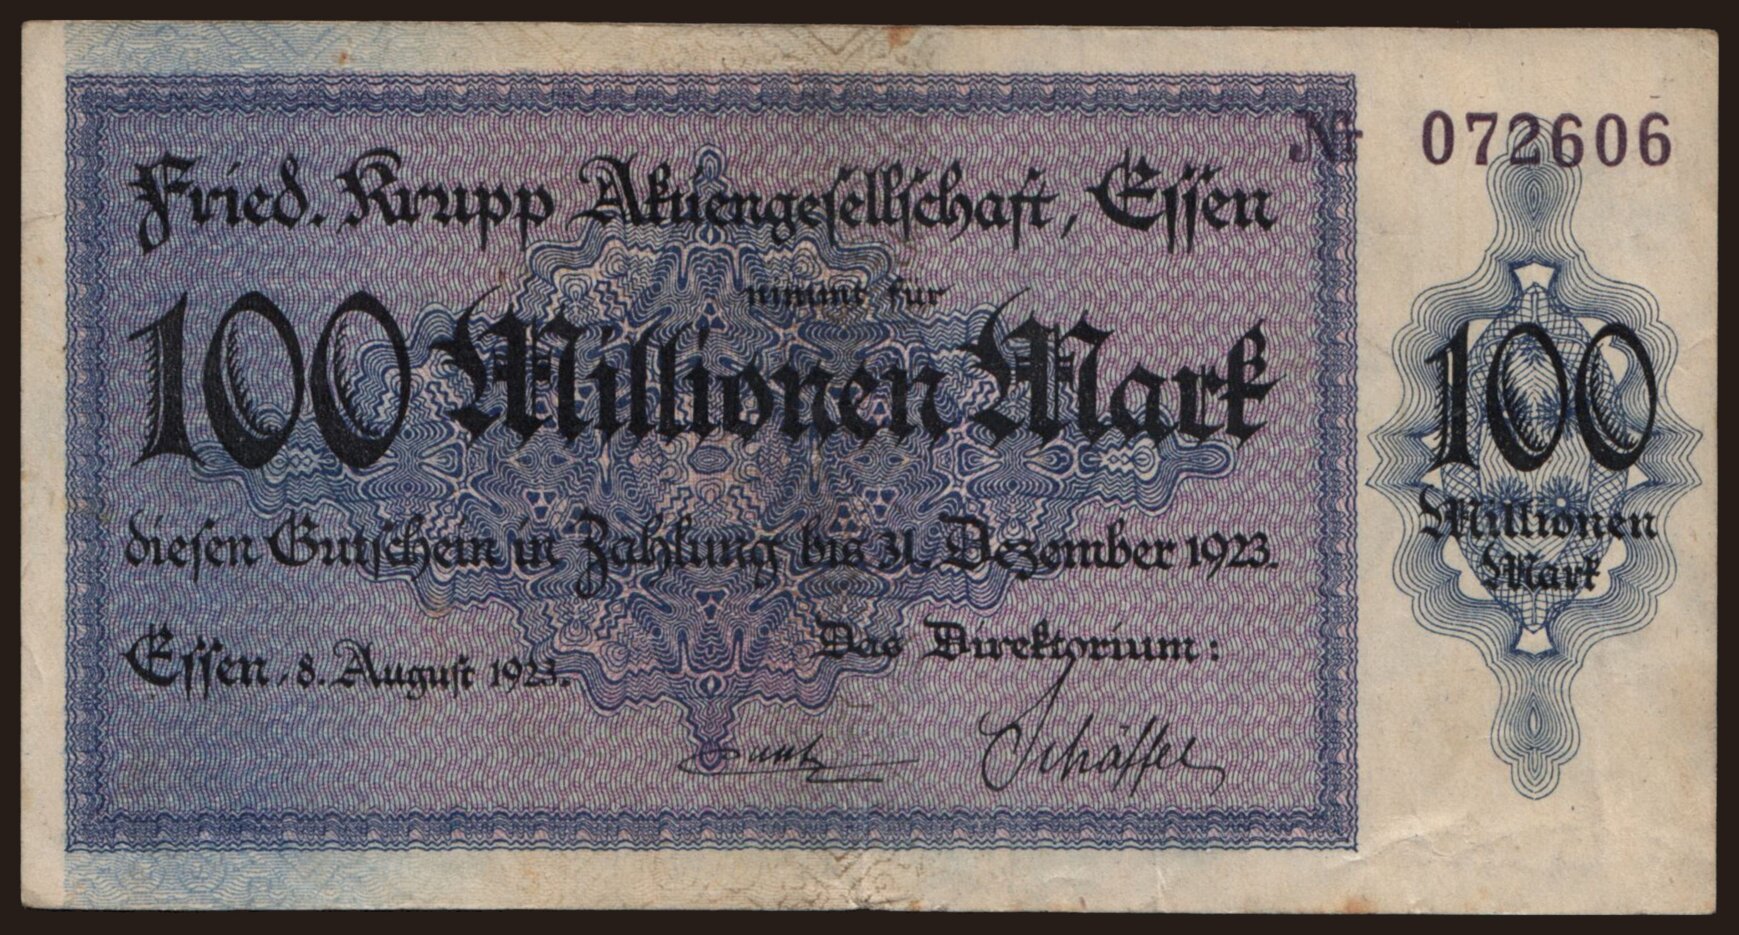 Nr. 072606
Fried. Krupp Aktiengesellschaft, Essen
nimmt für
100 Millionen Mark
diesen Gutschein in Zahlung bis 31. Dezember 1923.
Essen, 8. August 1923.
Das Direktorium:
Schäffer
100
Millionen
Mark